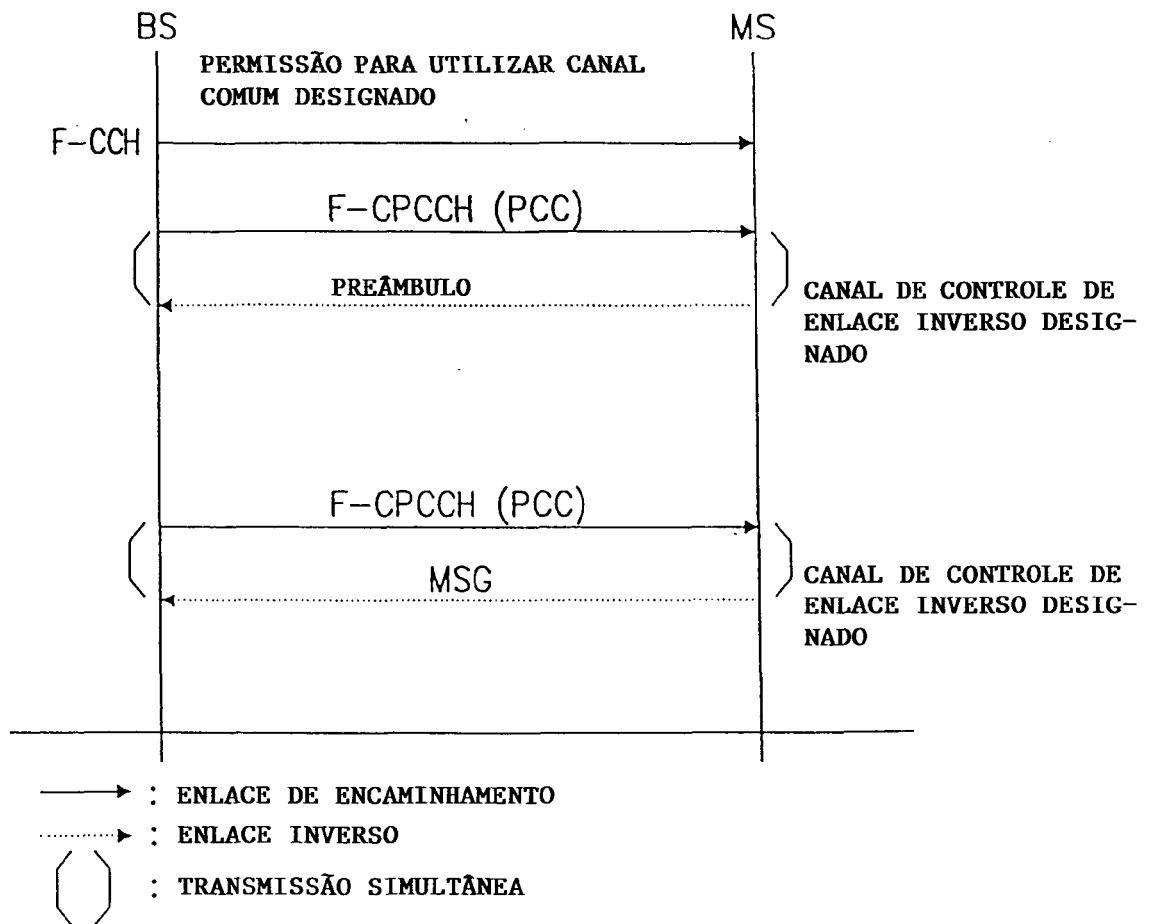 BS
MS
PERMISSÃO PARA UTILIZAR CANAL
COMUM DESIGNADO
F-CCH
F-CPCCH (PCC)
PREÂMBULO
CANAL DE CONTROLE DE
ENLACE INVERSO DESIG-
NADO
F-CPCCH (PCC)
MSG
CANAL DE CONTROLE DE
ENLACE INVERSO DESIG-
NADO
: ENLACE DE ENCAMINHAMENTO
: ENLACE INVERSO
: TRANSMISSÃO SIMULTÂNEA